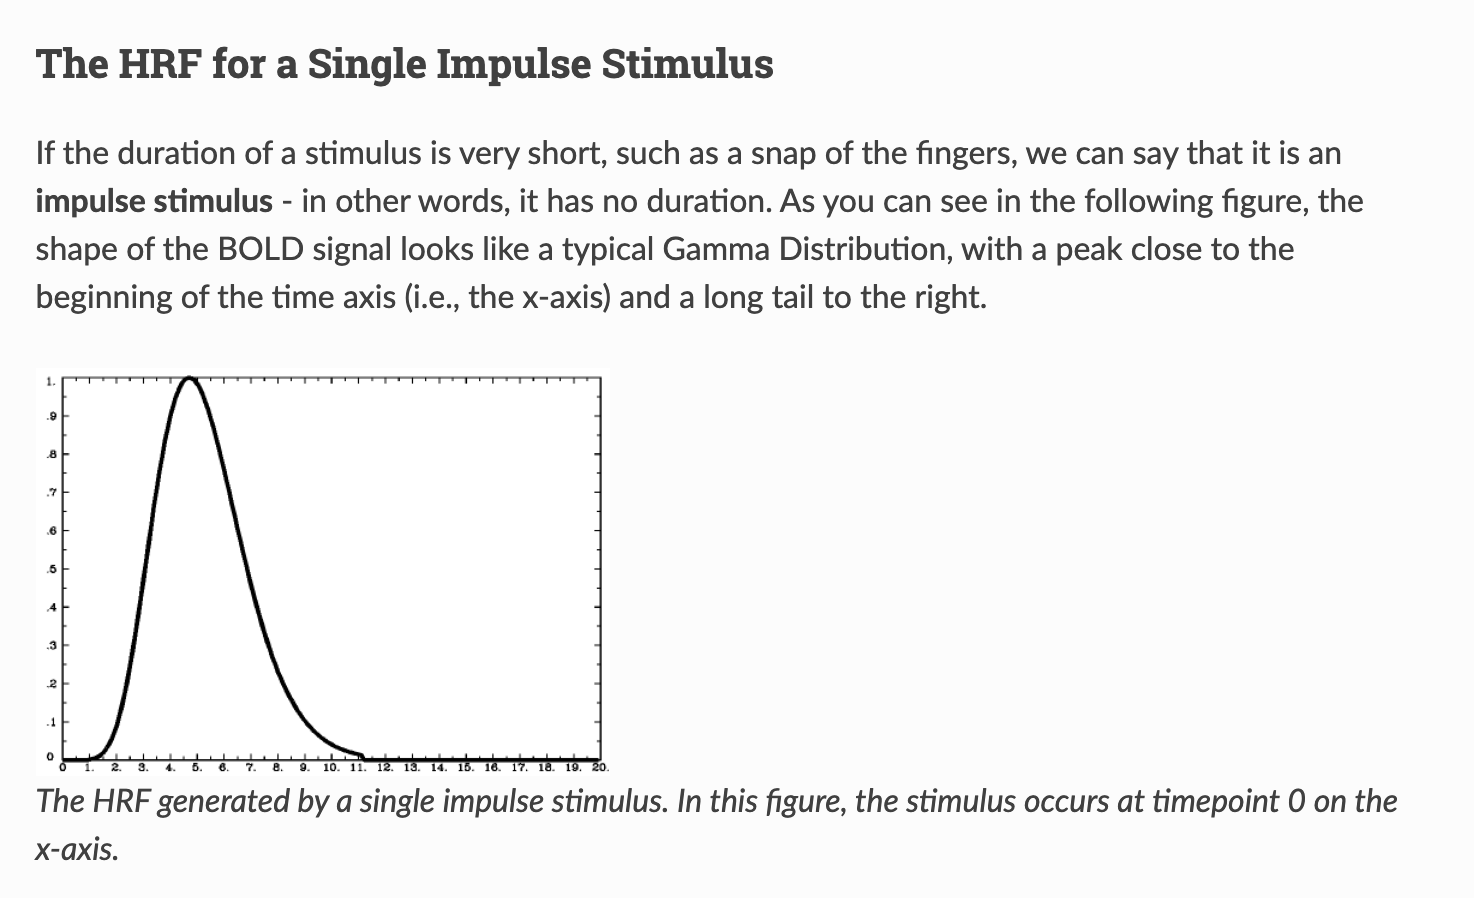 The HRF for a Single Impulse Stimulus
If the duration of a stimulus is very short, such as a snap of the fingers, we can say that it is an
impulse stimulus - in other words, it has no duration. As you can see in the following figure, the
shape of the BOLD signal looks like a typical Gamma Distribution, with a peak close to the
beginning of the time axis (i.e., the x-axis) and a long tail to the right.
1.
.9
.8
.7
.6
.5
.4
.3
.2
.1
0
0 1. 2. 3. 4. 5. 6. 7. 8. 9. 10. 11. 12. 13. 14. 15. 16. 17. 18. 19. 20.
The HRF generated by a single impulse stimulus. In this figure, the stimulus occurs at timepoint 0 on the
x-axis.